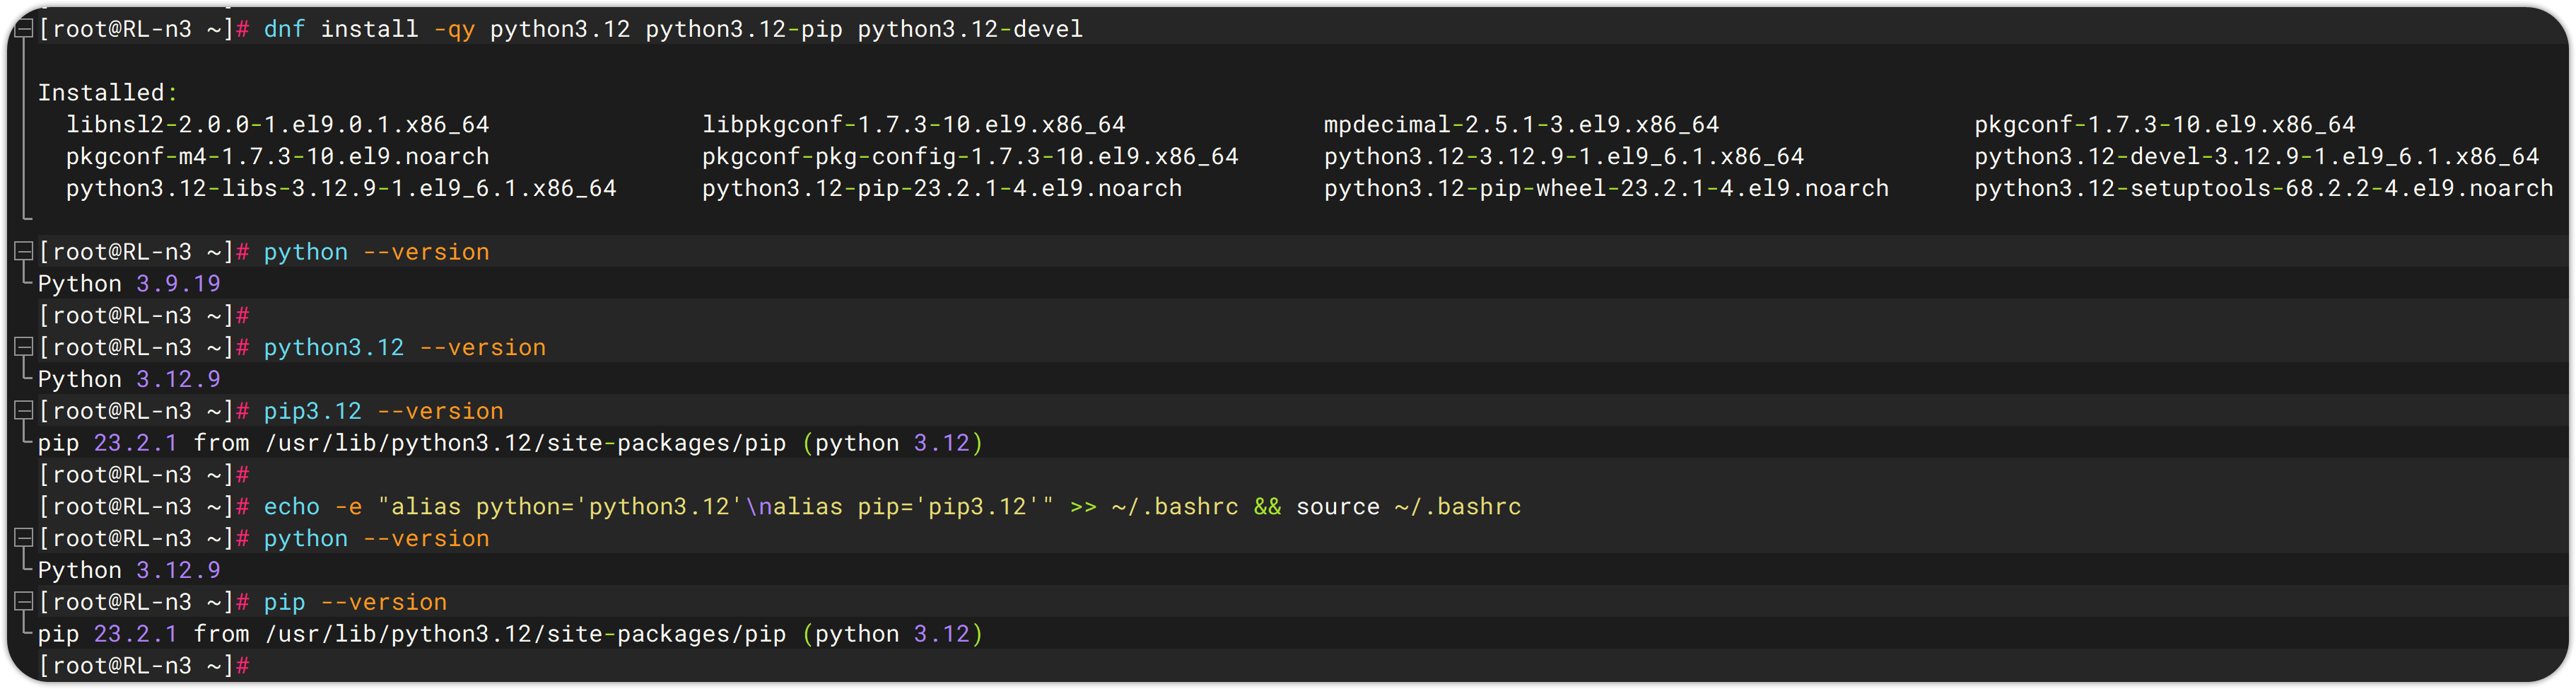 [root@RL-n3 ~]# dnf install -qy python3.12 python3.12-pip python3.12-devel
Installed:
libnsl2-2.0.0-1.el9.0.1.x86_64 libpkgconf-1.7.3-10.el9.x86_64 mpdecimal-2.5.1-3.el9.x86_64 pkgconf-1.7.3-10.el9.x86_64
pkgconf-m4-1.7.3-10.el9.noarch pkgconf-pkg-config-1.7.3-10.el9.x86_64 python3.12-3.12.9-1.el9_6.1.x86_64 python3.12-devel-3.12.9-1.el9_6.1.x86_64
python3.12-libs-3.12.9-1.el9_6.1.x86_64 python3.12-pip-23.2.1-4.el9.noarch python3.12-pip-wheel-23.2.1-4.el9.noarch python3.12-setuptools-68.2.2-4.el9.noarch
[root@RL-n3 ~]# python --version
Python 3.9.19
[root@RL-n3 ~]#
[root@RL-n3 ~]# python3.12 --version
Python 3.12.9
[root@RL-n3 ~]# pip3.12 --version
pip 23.2.1 from /usr/lib/python3.12/site-packages/pip (python 3.12)
[root@RL-n3 ~]#
[root@RL-n3 ~]# echo -e "alias python='python3.12'\nalias pip='pip3.12'" >> ~/.bashrc && source ~/.bashrc
[root@RL-n3 ~]# python --version
Python 3.12.9
[root@RL-n3 ~]# pip --version
pip 23.2.1 from /usr/lib/python3.12/site-packages/pip (python 3.12)
[root@RL-n3 ~]#